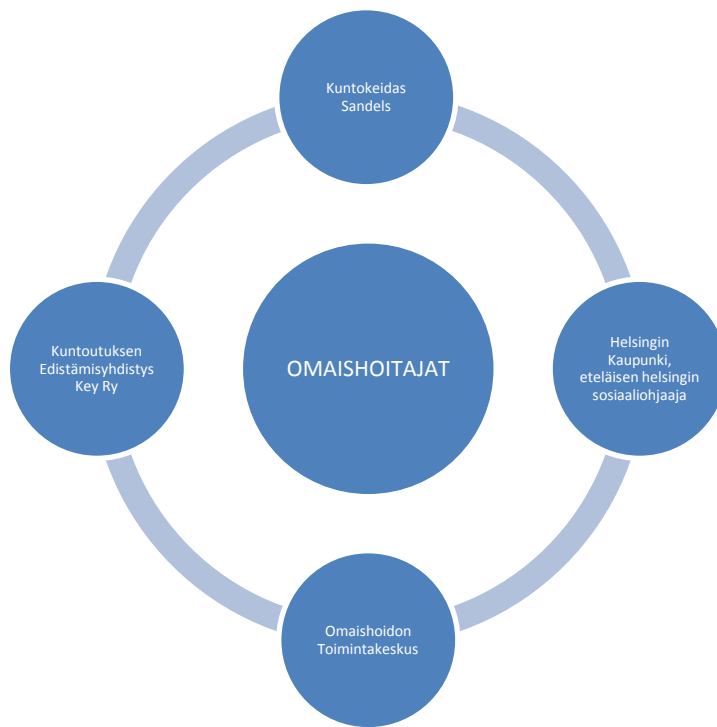 Kuntokeidas
Sandels
Kuntoutuksen
Edistämisyhdistys
Key Ry
OMAISHOITAJAT
Helsingin
Kaupunki,
eteläisen helsingin
sosiaaliohjaaja
Omaishoidon
Toimintakeskus